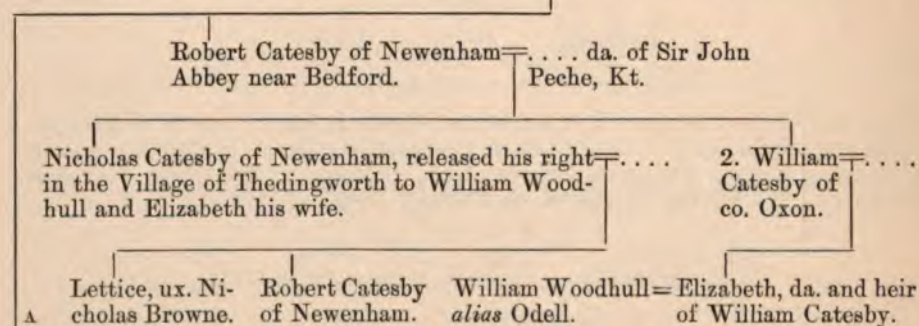 Robert Catesby of Newenham=.... da. of Sir John
Abbey near Bedford. Peche, Kt.
Nicholas Catesby of Newenham, released his right=.... 2. William=....
in the Village of Thedingworth to William Wood- Catesby of
hull and Elizabeth his wife. co. Oxon.
Lettice, ux. Ni- Robert Catesby William Woodhull=Elizabeth, da. and heir
A cholas Browne. of Newenham. alias Odell. of William Catesby.